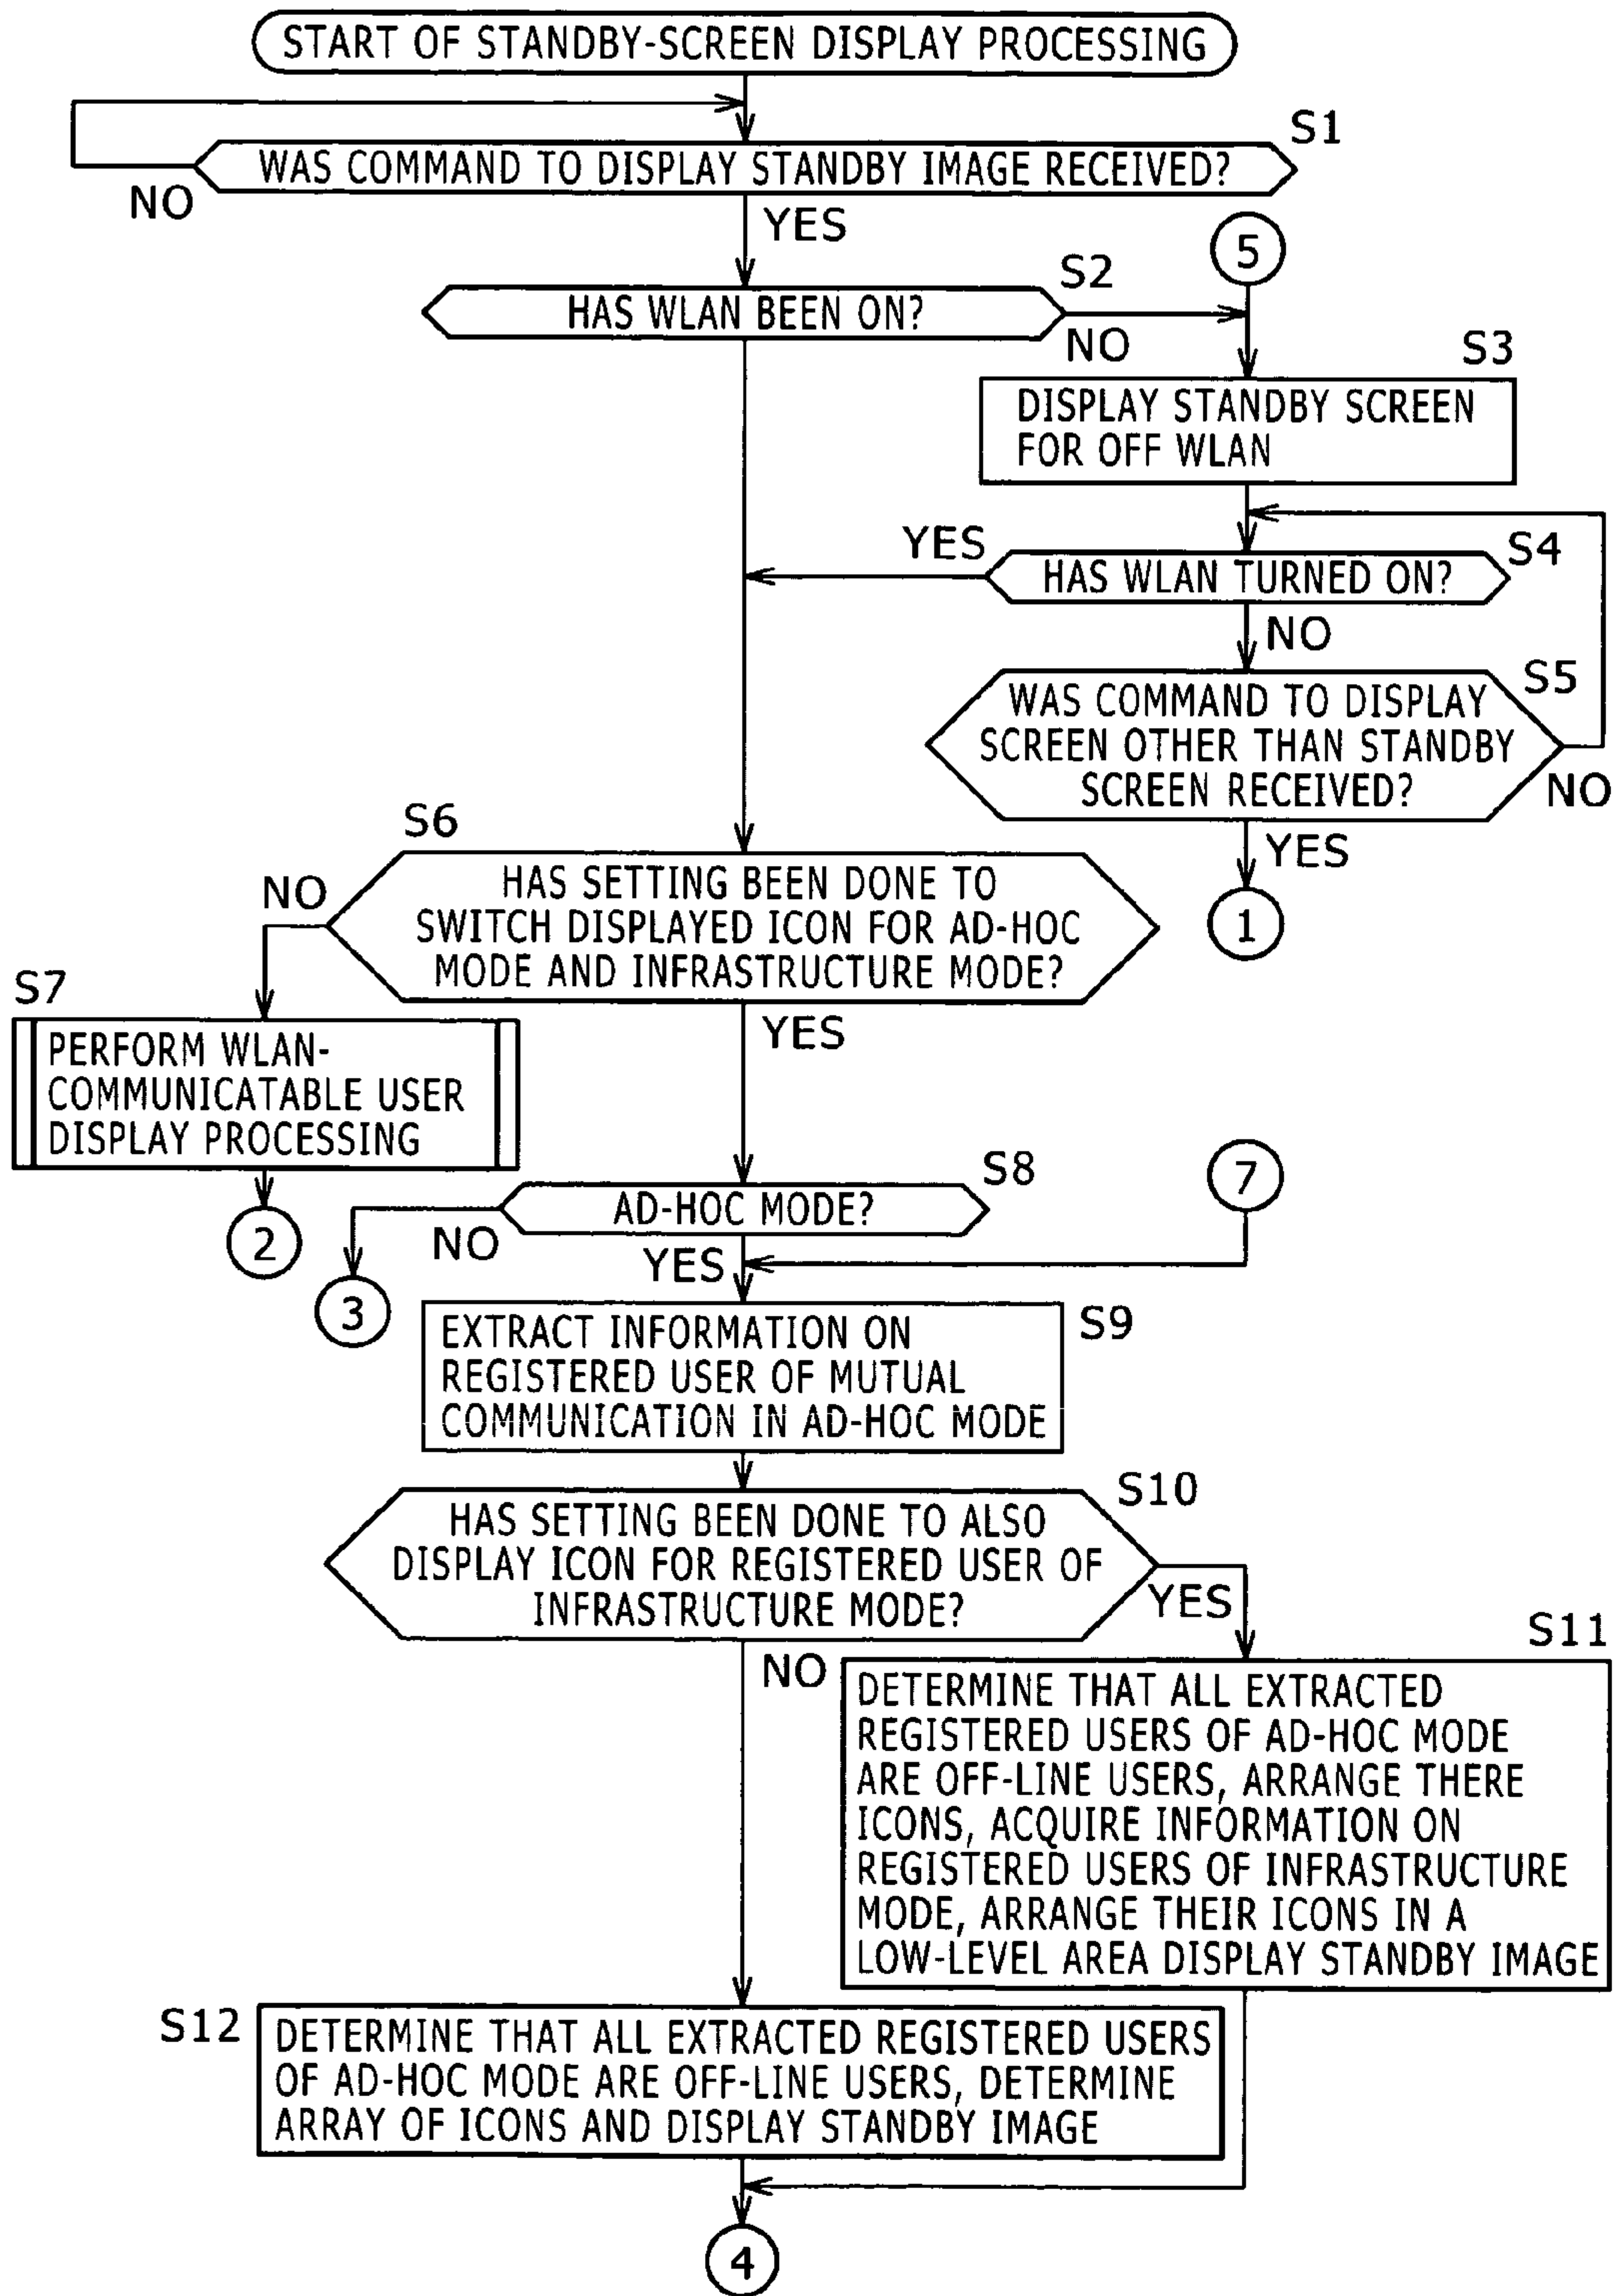 START OF STANDBY-SCREEN DISPLAY PROCESSING
S1
WAS COMMAND TO DISPLAY STANDBY IMAGE RECEIVED?
NO
YES
5
S2
HAS WLAN BEEN ON?
NO
S3
DISPLAY STANDBY SCREEN
FOR OFF WLAN
YES
S4
HAS WLAN TURNED ON?
NO
S5
WAS COMMAND TO DISPLAY
SCREEN OTHER THAN STANDBY
SCREEN RECEIVED?
NO
YES
1
S6
HAS SETTING BEEN DONE TO
SWITCH DISPLAYED ICON FOR AD-HOC
MODE AND INFRASTRUCTURE MODE?
NO
YES
S7
PERFORM WLAN-
COMMUNICATABLE USER
DISPLAY PROCESSING
2
S8
AD-HOC MODE?
NO
YES
7
3
S9
EXTRACT INFORMATION ON
REGISTERED USER OF MUTUAL
COMMUNICATION IN AD-HOC MODE
S10
HAS SETTING BEEN DONE TO ALSO
DISPLAY ICON FOR REGISTERED USER OF
INFRASTRUCTURE MODE?
YES
NO
S11
DETERMINE THAT ALL EXTRACTED
REGISTERED USERS OF AD-HOC MODE
ARE OFF-LINE USERS, ARRANGE THERE
ICONS, ACQUIRE INFORMATION ON
REGISTERED USERS OF INFRASTRUCTURE
MODE, ARRANGE THEIR ICONS IN A
LOW-LEVEL AREA DISPLAY STANDBY IMAGE
S12
DETERMINE THAT ALL EXTRACTED REGISTERED USERS
OF AD-HOC MODE ARE OFF-LINE USERS, DETERMINE
ARRAY OF ICONS AND DISPLAY STANDBY IMAGE
4